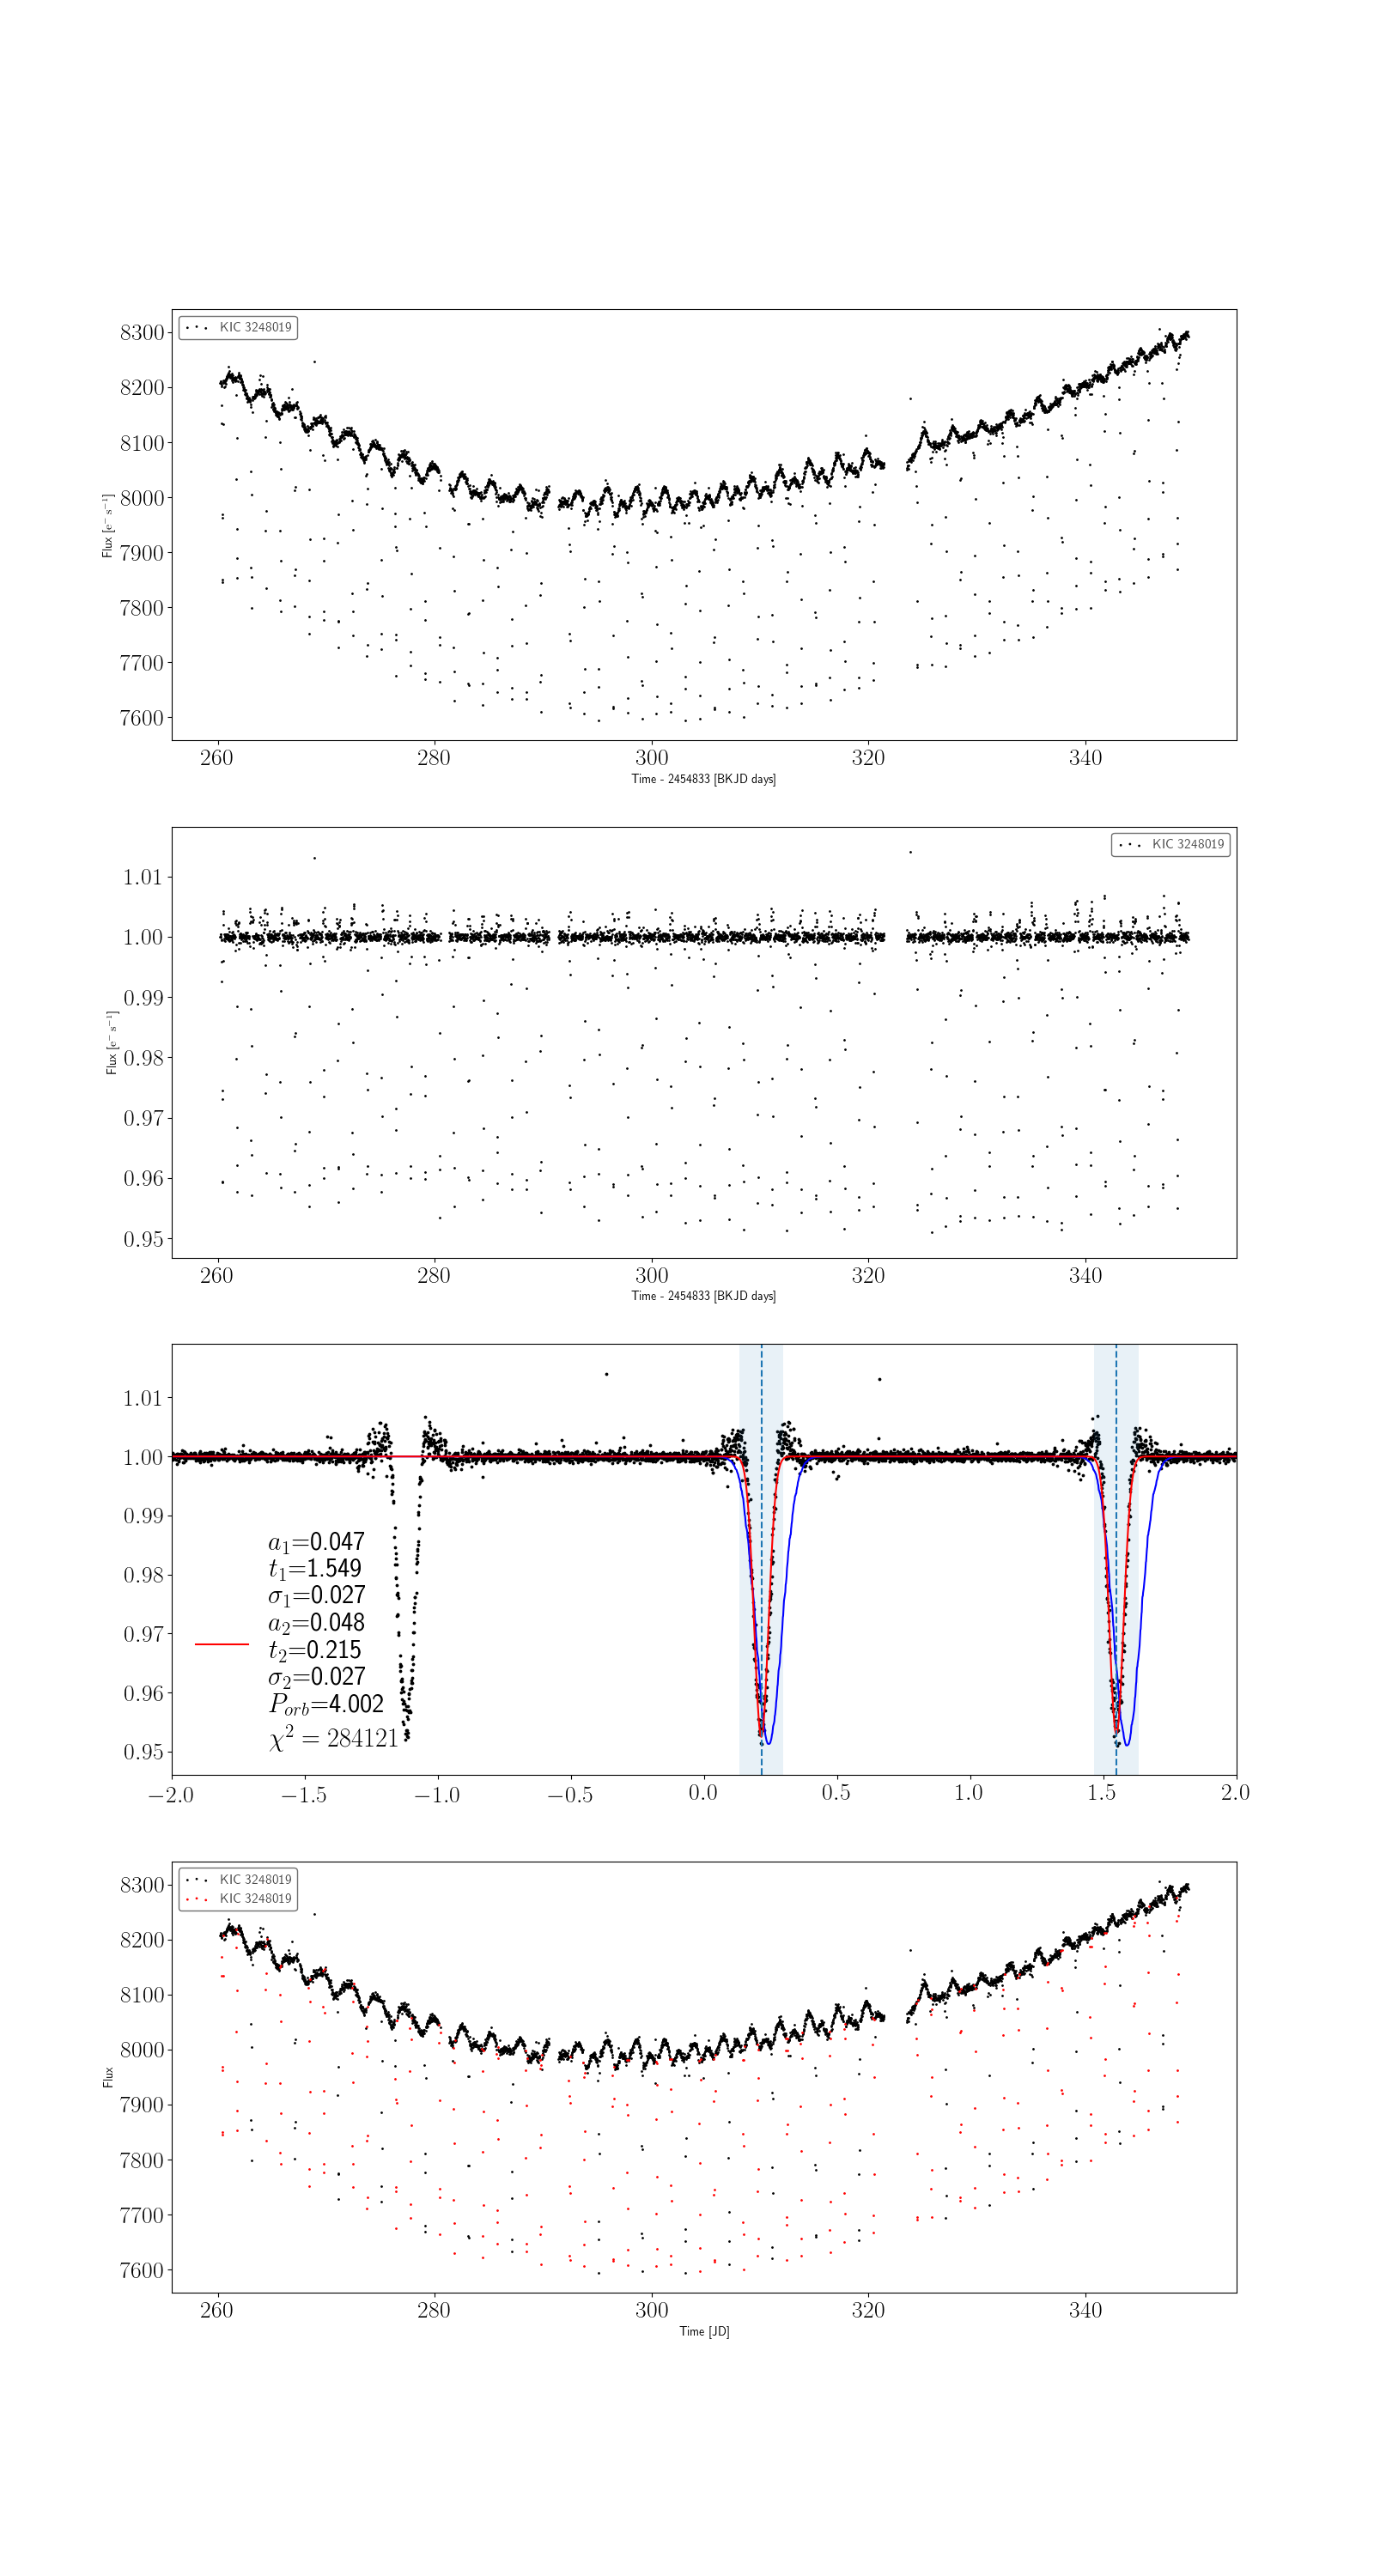 KIC 3248019
8300
8200
8100
8000
7900
7800
7700
7600
Flux [e⁻ s⁻¹]
260 280 300 320 340
Time - 2454833 [BKJD days]
KIC 3248019
1.01
1.00
0.99
0.98
0.97
0.96
0.95
Flux [e⁻ s⁻¹]
260 280 300 320 340
Time - 2454833 [BKJD days]
1.01
1.00
0.99
0.98
0.97
0.96
0.95
a₁=0.047
t₁=1.549
σ₁=0.027
a₂=0.048
t₂=0.215
σ₂=0.027
P_orb=4.002
χ² = 284121
−2.0 −1.5 −1.0 −0.5 0.0 0.5 1.0 1.5 2.0
KIC 3248019
KIC 3248019
8300
8200
8100
8000
7900
7800
7700
7600
Flux
260 280 300 320 340
Time [JD]